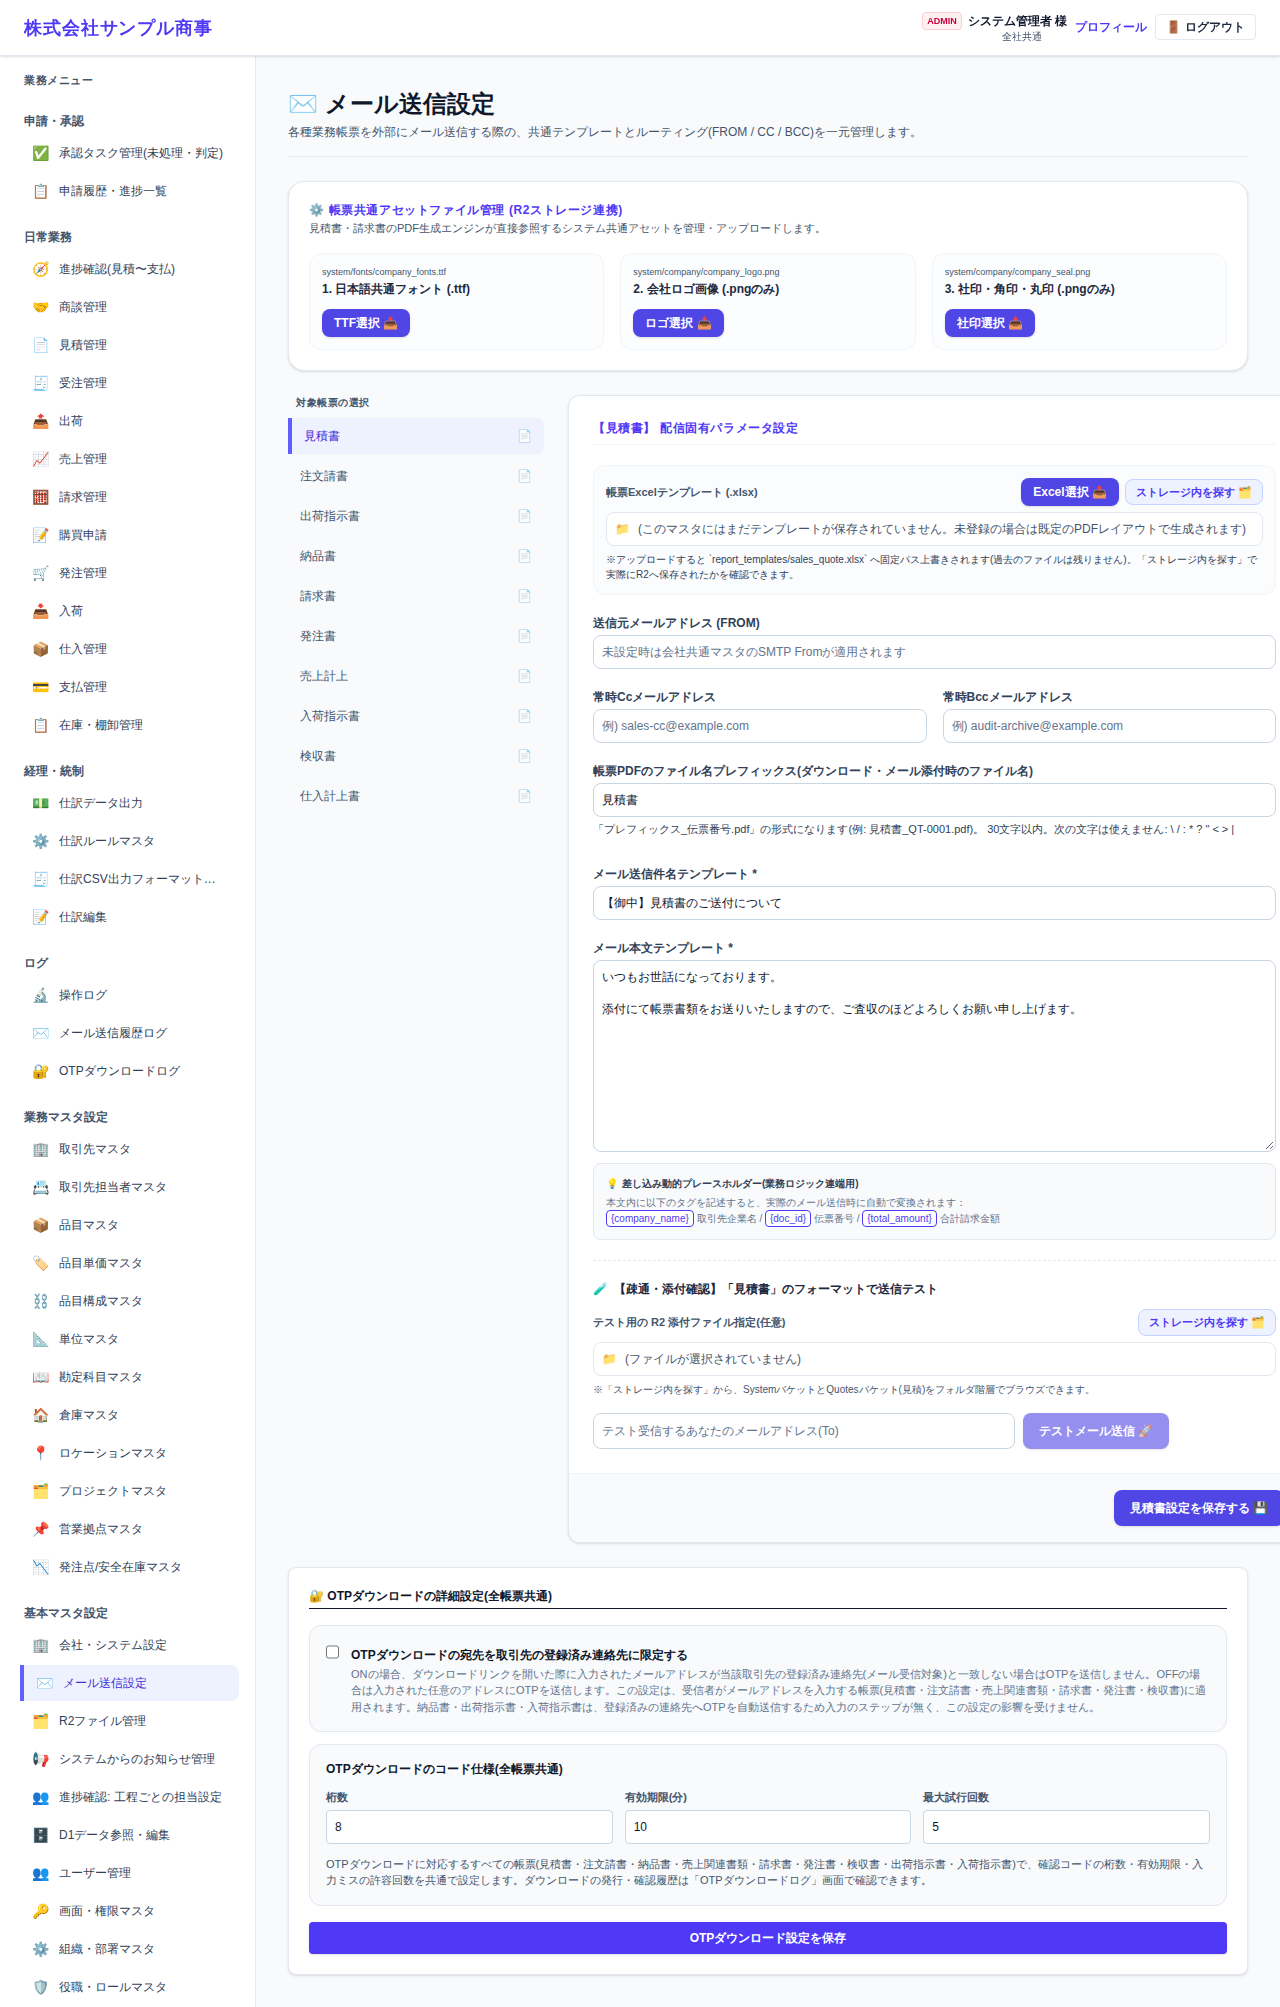 株式会社サンプル商事
ADMIN システム管理者 様
全社共通
プロフィール
🚪 ログアウト
業務メニュー
申請・承認
✅ 承認タスク管理(未処理・判定)
📋 申請履歴・進捗一覧
日常業務
🧭 進捗確認(見積〜支払)
🤝 商談管理
📄 見積管理
🧾 受注管理
📤 出荷
📈 売上管理
🧮 請求管理
📝 購買申請
🛒 発注管理
📥 入荷
📦 仕入管理
💳 支払管理
📋 在庫・棚卸管理
経理・統制
💵 仕訳データ出力
⚙️ 仕訳ルールマスタ
🧾 仕訳CSV出力フォーマット…
📝 仕訳編集
ログ
🔬 操作ログ
✉️ メール送信履歴ログ
🔐 OTPダウンロードログ
業務マスタ設定
🏢 取引先マスタ
📇 取引先担当者マスタ
📦 品目マスタ
🏷️ 品目単価マスタ
⛓️ 品目構成マスタ
📐 単位マスタ
📖 勘定科目マスタ
🏠 倉庫マスタ
📍 ロケーションマスタ
🗂️ プロジェクトマスタ
📌 営業拠点マスタ
📉 発注点/安全在庫マスタ
基本マスタ設定
🏢 会社・システム設定
✉️ メール送信設定
🗂️ R2ファイル管理
📢 システムからのお知らせ管理
👥 進捗確認: 工程ごとの担当設定
🗄️ D1データ参照・編集
👥 ユーザー管理
🔑 画面・権限マスタ
⚙️ 組織・部署マスタ
🛡️ 役職・ロールマスタ
✉️ メール送信設定
各種業務帳票を外部にメール送信する際の、共通テンプレートとルーティング(FROM / CC / BCC)を一元管理します。
⚙️ 帳票共通アセットファイル管理 (R2ストレージ連携)
見積書・請求書のPDF生成エンジンが直接参照するシステム共通アセットを管理・アップロードします。
system/fonts/company_fonts.ttf
1. 日本語共通フォント (.ttf)
TTF選択 📥
system/company/company_logo.png
2. 会社ロゴ画像 (.pngのみ)
ロゴ選択 📥
system/company/company_seal.png
3. 社印・角印・丸印 (.pngのみ)
社印選択 📥
対象帳票の選択
見積書 📄
注文請書 📄
出荷指示書 📄
納品書 📄
請求書 📄
発注書 📄
売上計上 📄
入荷指示書 📄
検収書 📄
仕入計上書 📄
【見積書】 配信固有パラメータ設定
帳票Excelテンプレート (.xlsx)
Excel選択 📥
ストレージ内を探す 🗂️
📁 (このマスタにはまだテンプレートが保存されていません。未登録の場合は既定のPDFレイアウトで生成されます)
※アップロードすると `report_templates/sales_quote.xlsx` へ固定パス上書きされます(過去のファイルは残りません)。「ストレージ内を探す」で
実際にR2へ保存されたかを確認できます。
送信元メールアドレス (FROM)
未設定時は会社共通マスタのSMTP Fromが適用されます
常時Ccメールアドレス
例) sales-cc@example.com
常時Bccメールアドレス
例) audit-archive@example.com
帳票PDFのファイル名プレフィックス(ダウンロード・メール添付時のファイル名)
見積書
「プレフィックス_伝票番号.pdf」の形式になります(例: 見積書_QT-0001.pdf)。 30文字以内。次の文字は使えません: \ / : * ? " < > |
メール送信件名テンプレート *
【御中】見積書のご送付について
メール本文テンプレート *
いつもお世話になっております。
添付にて帳票書類をお送りいたしますので、ご査収のほどよろしくお願い申し上げます。
💡 差し込み動的プレースホルダー(業務ロジック連端用)
本文内に以下のタグを記述すると、実際のメール送信時に自動で変換されます：
{company_name} 取引先企業名 / {doc_id} 伝票番号 / {total_amount} 合計請求金額
🧪 【疎通・添付確認】「見積書」のフォーマットで送信テスト
テスト用の R2 添付ファイル指定(任意)
ストレージ内を探す 🗂️
📁 (ファイルが選択されていません)
※「ストレージ内を探す」から、SystemバケットとQuotesバケット(見積)をフォルダ階層でブラウズできます。
テスト受信するあなたのメールアドレス(To)
テストメール送信 🚀
見積書設定を保存する 💾
🔐 OTPダウンロードの詳細設定(全帳票共通)
OTPダウンロードの宛先を取引先の登録済み連絡先に限定する
ONの場合、ダウンロードリンクを開いた際に入力されたメールアドレスが当該取引先の登録済み連絡先(メール受信対象)と一致しない場合はOTPを送信しません。OFFの場
合は入力された任意のアドレスにOTPを送信します。この設定は、受信者がメールアドレスを入力する帳票(見積書・注文請書・売上関連書類・請求書・発注書・検収書)に適
用されます。納品書・出荷指示書・入荷指示書は、登録済みの連絡先へOTPを自動送信するため入力のステップが無く、この設定の影響を受けません。
OTPダウンロードのコード仕様(全帳票共通)
桁数
8
有効期限(分)
10
最大試行回数
5
OTPダウンロードに対応するすべての帳票(見積書・注文請書・納品書・売上関連書類・請求書・発注書・検収書・出荷指示書・入荷指示書)で、確認コードの桁数・有効期限・入
力ミスの許容回数を共通で設定します。ダウンロードの発行・確認履歴は「OTPダウンロードログ」画面で確認できます。
OTPダウンロード設定を保存